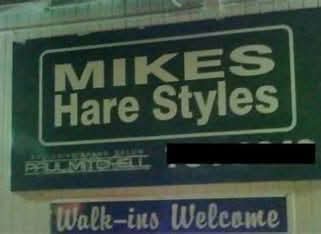 MIKES
Hare Styles
PAUL MITCHELL
Walk-ins Welcome